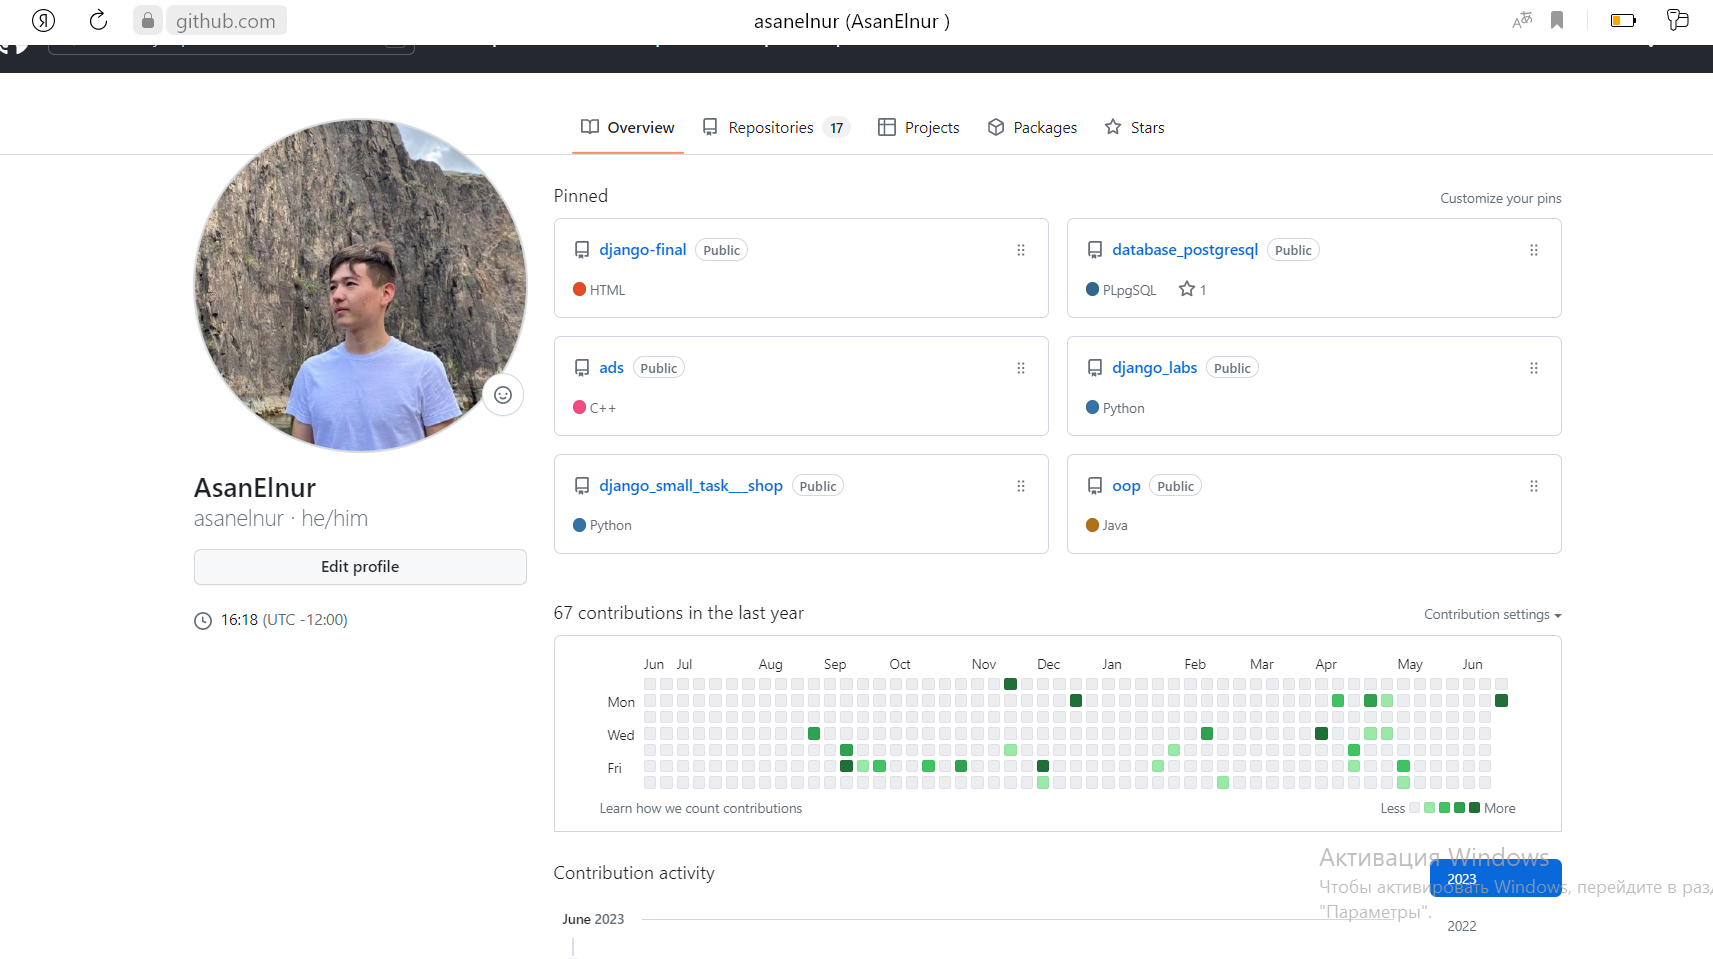 github.com
asanelnur (AsanElnur )
Overview
Repositories 17
Projects
Packages
Stars
Pinned
Customize your pins
django-final Public
HTML
database_postgresql Public
PLpgSQL 1
ads Public
C++
django_labs Public
Python
django_small_task__shop Public
Python
oop Public
Java
AsanElnur
asanelnur · he/him
Edit profile
16:18 (UTC -12:00)
67 contributions in the last year
Contribution settings
Jun Jul Aug Sep Oct Nov Dec Jan Feb Mar Apr May Jun
Mon
Wed
Fri
Learn how we count contributions
Less More
Contribution activity
2023
2022
June 2023
Активация Windows
Чтобы активировать Windows, перейдите в раз
"Параметры".